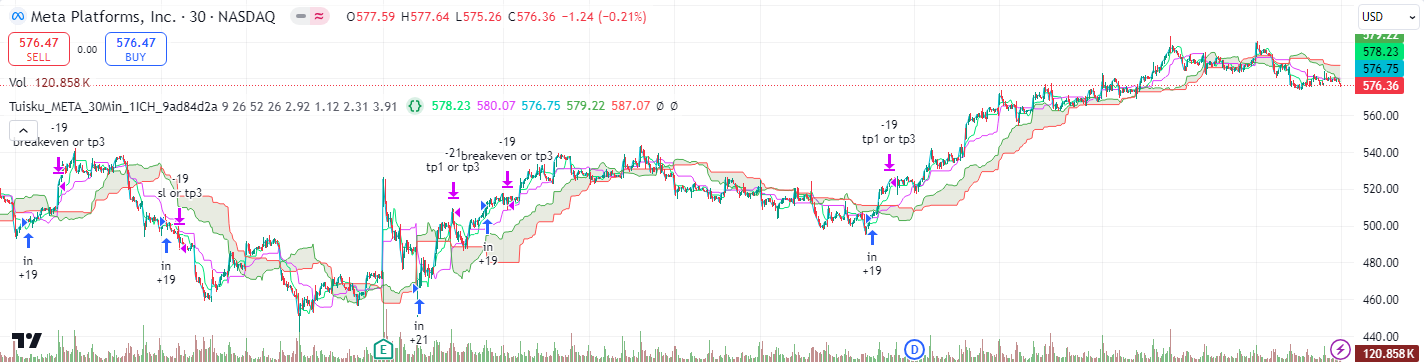 Meta Platforms, Inc. · 30 · NASDAQ O577.59 H577.64 L575.26 C576.36 −1.24 (−0.21%)
USD
576.47
SELL
0.00
576.47
BUY
Vol 120.858 K
Tuisku_META_30Min_1ICH_9ad84d2a 9 26 52 26 2.92 1.12 2.31 3.91 578.23 580.07 576.75 579.22 587.07 Ø Ø
-19
breakeven or tp3
in
+19
-19
sl or tp3
in
+19
-21
tp1 or tp3
in
+21
-19
breakeven or tp3
in
+19
-19
tp1 or tp3
in
+19
E
D
579.22
578.23
576.75
576.36
560.00
540.00
520.00
500.00
480.00
460.00
440.00
120.858 K